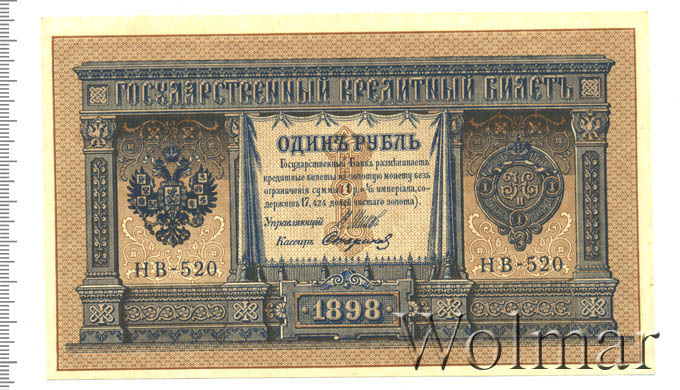 ГОСУДАРСТВЕННЫЙ КРЕДИТНЫЙ БИЛЕТЪ
ОДИНЪ РУБЛЬ
Государственный Банкъ размѣниваетъ
кредитные билеты на золотую монету безъ
ограниченія суммы (1 р. = 1/15 имперіала, со-
держитъ 17,424 долей чистаго золота).
Управляющій
Кассиръ
НВ-520
НВ-520
1898
Wolmar